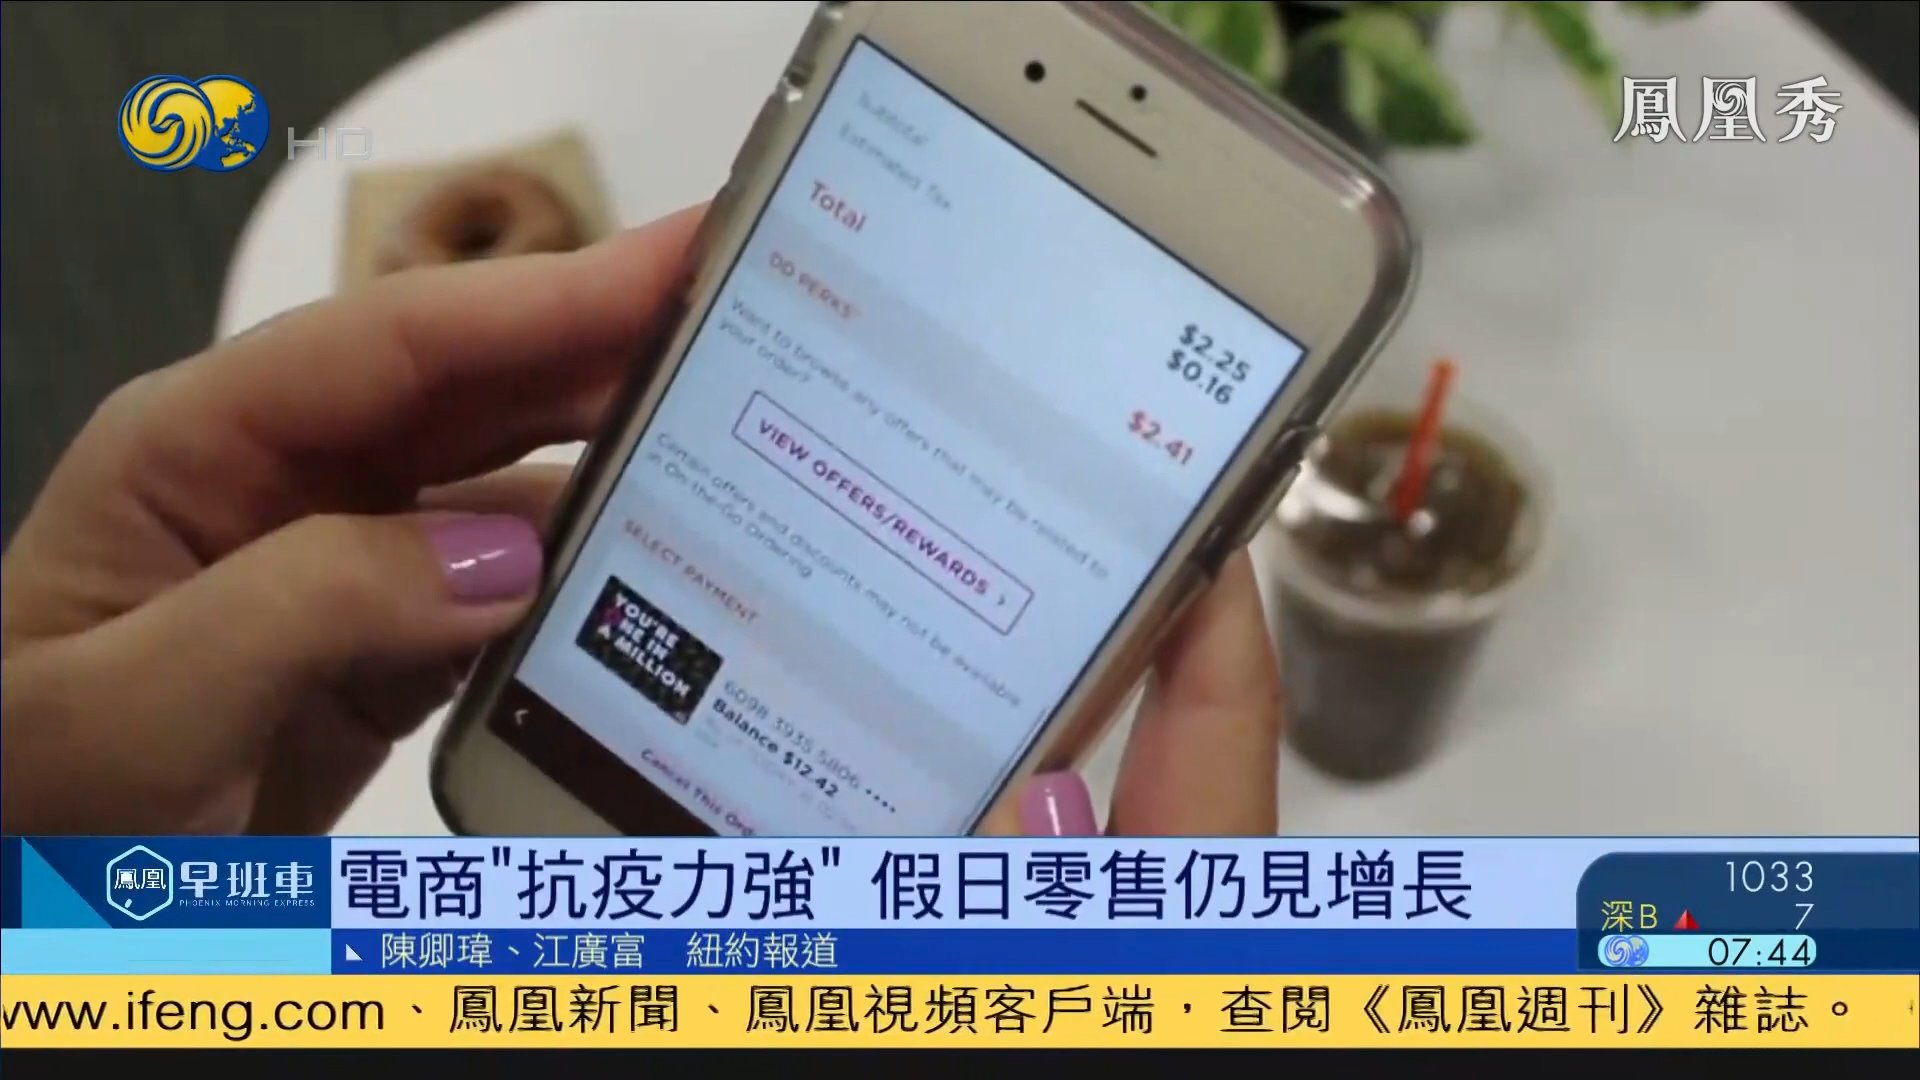 HD
鳳凰秀
Subtotal
$2.25
Estimated Tax
$0.16
Total
$2.41
DD PERKS
Want to browse any offers that may be related to
your order?
VIEW OFFERS/REWARDS ›
Certain offers and discounts may not be available
in On-the-Go Ordering
SELECT PAYMENT
YOU'RE
ONE IN
A MILLION
6098 3935 5806 ••••
Balance $12.42
Cancel This Ord
鳳凰 早班車
PHOENIX MORNING EXPRESS
電商"抗疫力強" 假日零售仍見增長
陳卿瑋、江廣富 紐約報道
1033
深B ▲ 7
07:44
www.ifeng.com、鳳凰新聞、鳳凰視頻客戶端，查閱《鳳凰週刊》雜誌。